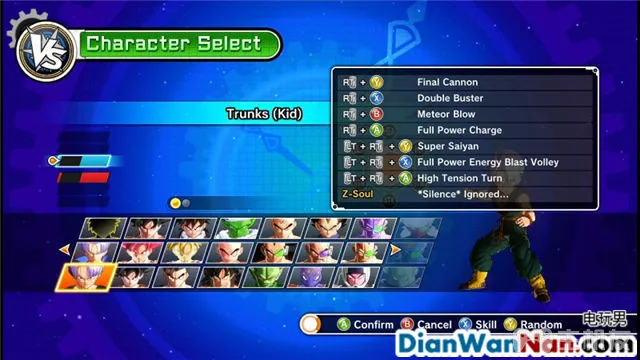 VS
Character Select
Trunks (Kid)
RT + Y Final Cannon
RT + X Double Buster
RT + B Meteor Blow
RT + A Full Power Charge
LT + RT + Y Super Saiyan
LT + RT + X Full Power Energy Blast Volley
LT + RT + A High Tension Turn
Z-Soul *Silence* Ignored...
A Confirm B Cancel X Skill Y Random
电玩男
DianWanNan.com